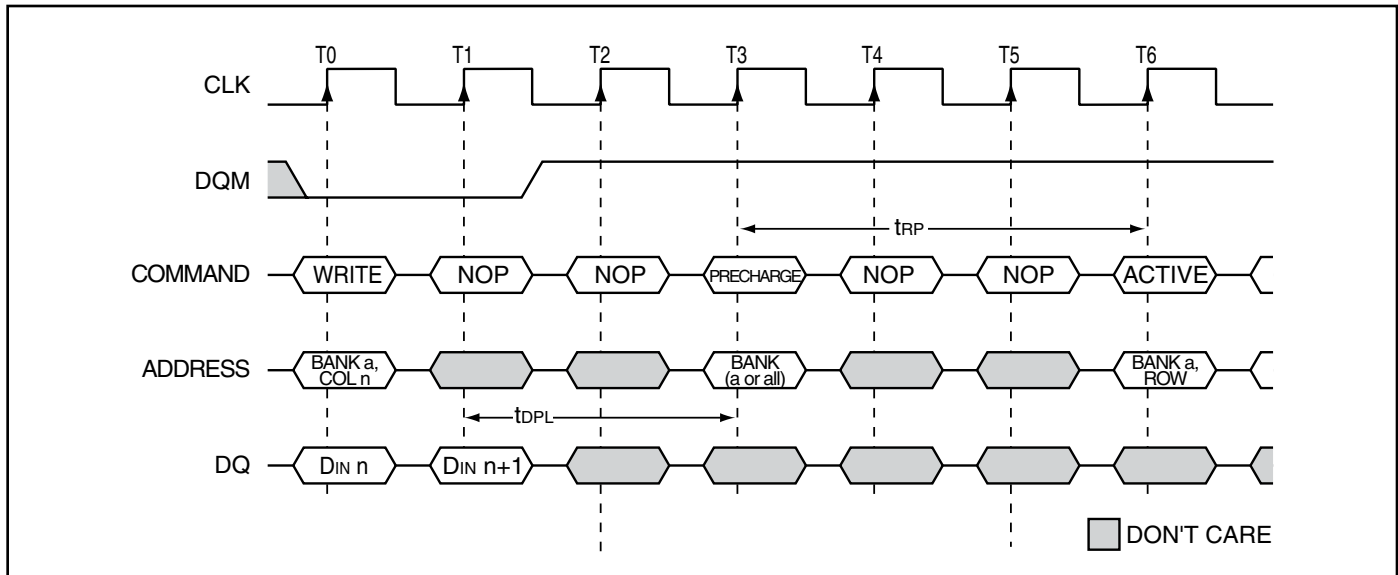 T0 T1 T2 T3 T4 T5 T6
CLK
DQM
tRP
COMMAND WRITE NOP NOP PRECHARGE NOP NOP ACTIVE
ADDRESS BANK a, COL n BANK (a or all) BANK a, ROW
tDPL
DQ DIN n DIN n+1
DON'T CARE